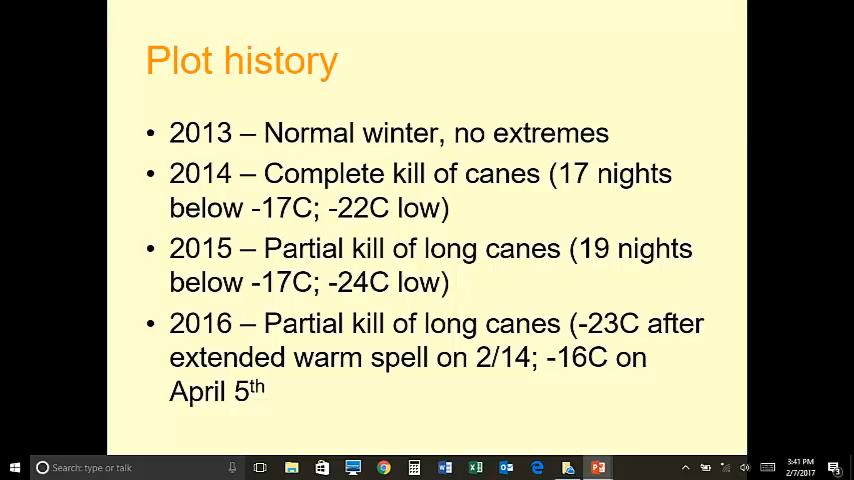 Plot history
• 2013 – Normal winter, no extremes
• 2014 – Complete kill of canes (17 nights
below -17C; -22C low)
• 2015 – Partial kill of long canes (19 nights
below -17C; -24C low)
• 2016 – Partial kill of long canes (-23C after
extended warm spell on 2/14; -16C on
April 5th
Search: type or talk
3:41 PM
2/7/2017